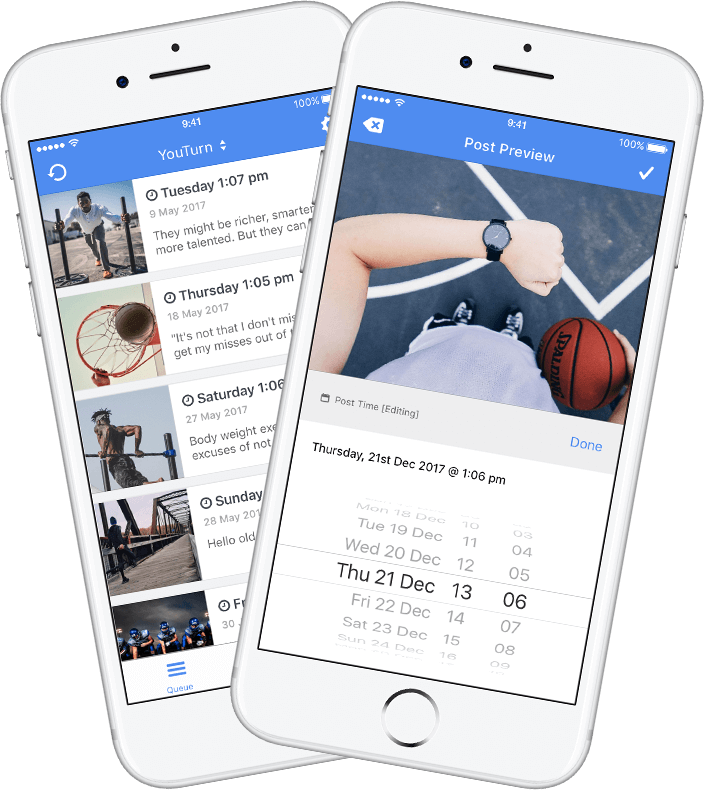 9:41
100%
YouTurn
Tuesday 1:07 pm
9 May 2017
They might be richer, smarter
more talented. But they can
Thursday 1:05 pm
18 May 2017
"It's not that I don't mis
get my misses out of
Saturday 1:06
27 May 2017
Body weight exe
excuses of not
Sunday
28 May 201
Hello old
Fr
30
Queue
9:41
100%
Post Preview
SPALDING
Post Time [Editing]
Done
Thursday, 21st Dec 2017 @ 1:06 pm
Mon 18 Dec 10 03
Tue 19 Dec 11 04
Wed 20 Dec 12 05
Thu 21 Dec 13 06
Fri 22 Dec 14 07
Sat 23 Dec 15 08
Sun 24 Dec 16 09